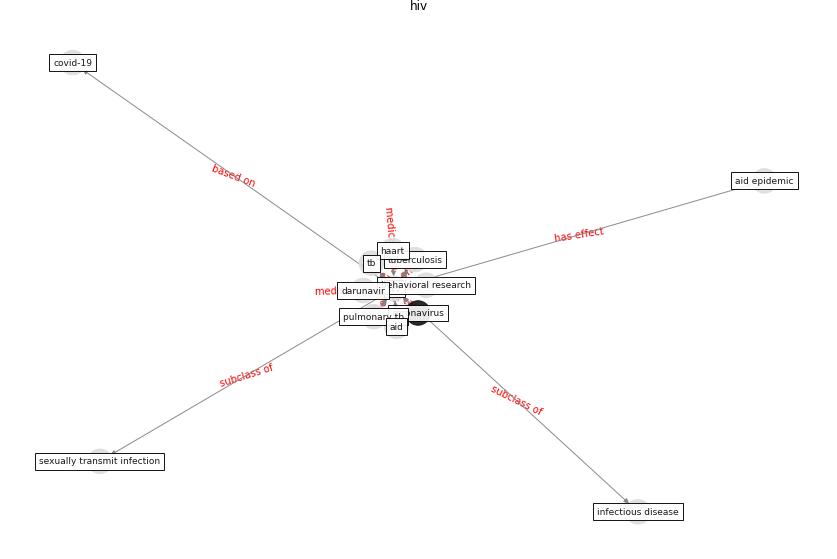 hiv
covid-19
based on
aid epidemic
has effect
medic
haart
tuberculosis
tb
behavioral research
med
darunavir
pulmonary tb
onavirus
aid
subclass of
subclass of
sexually transmit infection
infectious disease